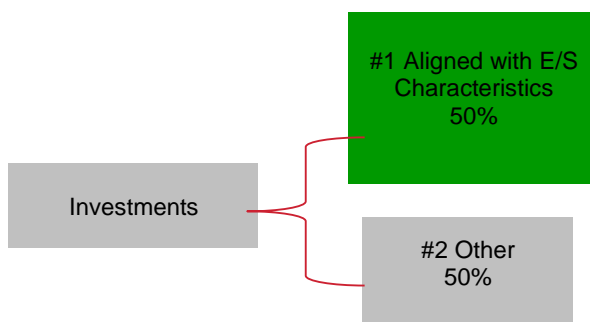 #1 Aligned with E/S
Characteristics
50%
Investments
#2 Other
50%